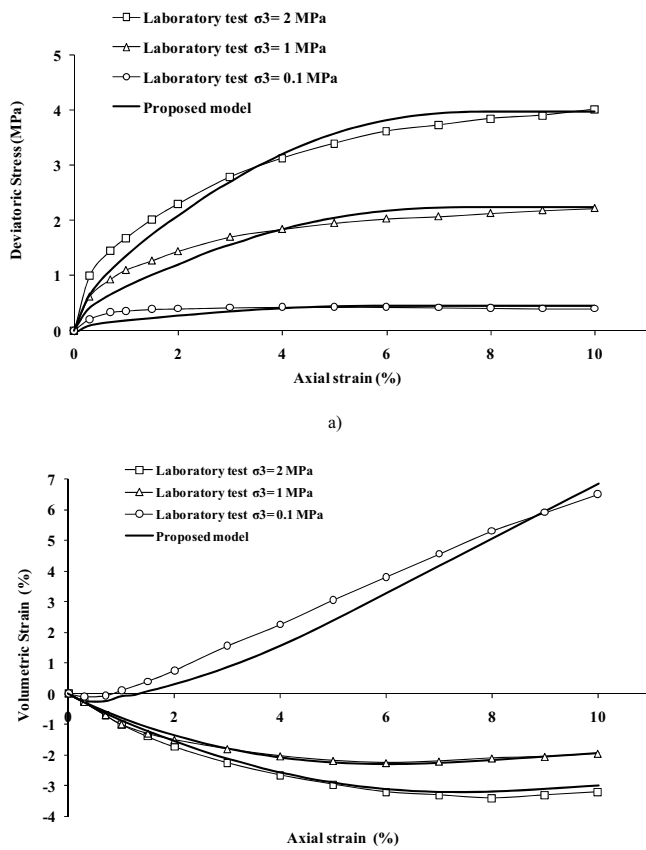 Laboratory test σ3= 2 MPa
Laboratory test σ3= 1 MPa
Laboratory test σ3= 0.1 MPa
Proposed model
5
4
3
2
1
0
Deviatoric Stress (MPa)
0 2 4 6 8 10
Axial strain (%)
a)
Laboratory test σ3= 2 MPa
Laboratory test σ3= 1 MPa
Laboratory test σ3= 0.1 MPa
Proposed model
7
6
5
4
3
2
1
0
-1
-2
-3
-4
Volumetric Strain (%)
0 2 4 6 8 10
Axial strain (%)